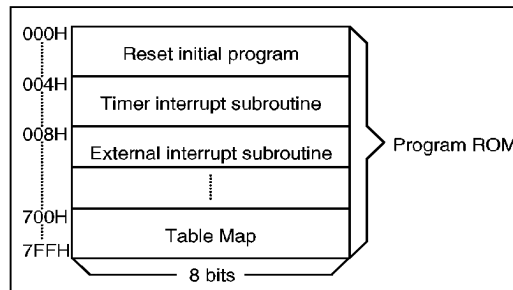 000H
Reset initial program
004H
Timer interrupt subroutine
008H
External interrupt subroutine
Program ROM
700H
Table Map
7FFH
8 bits